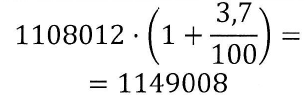 1108012 · (1 + 3,7/100) =
= 1149008